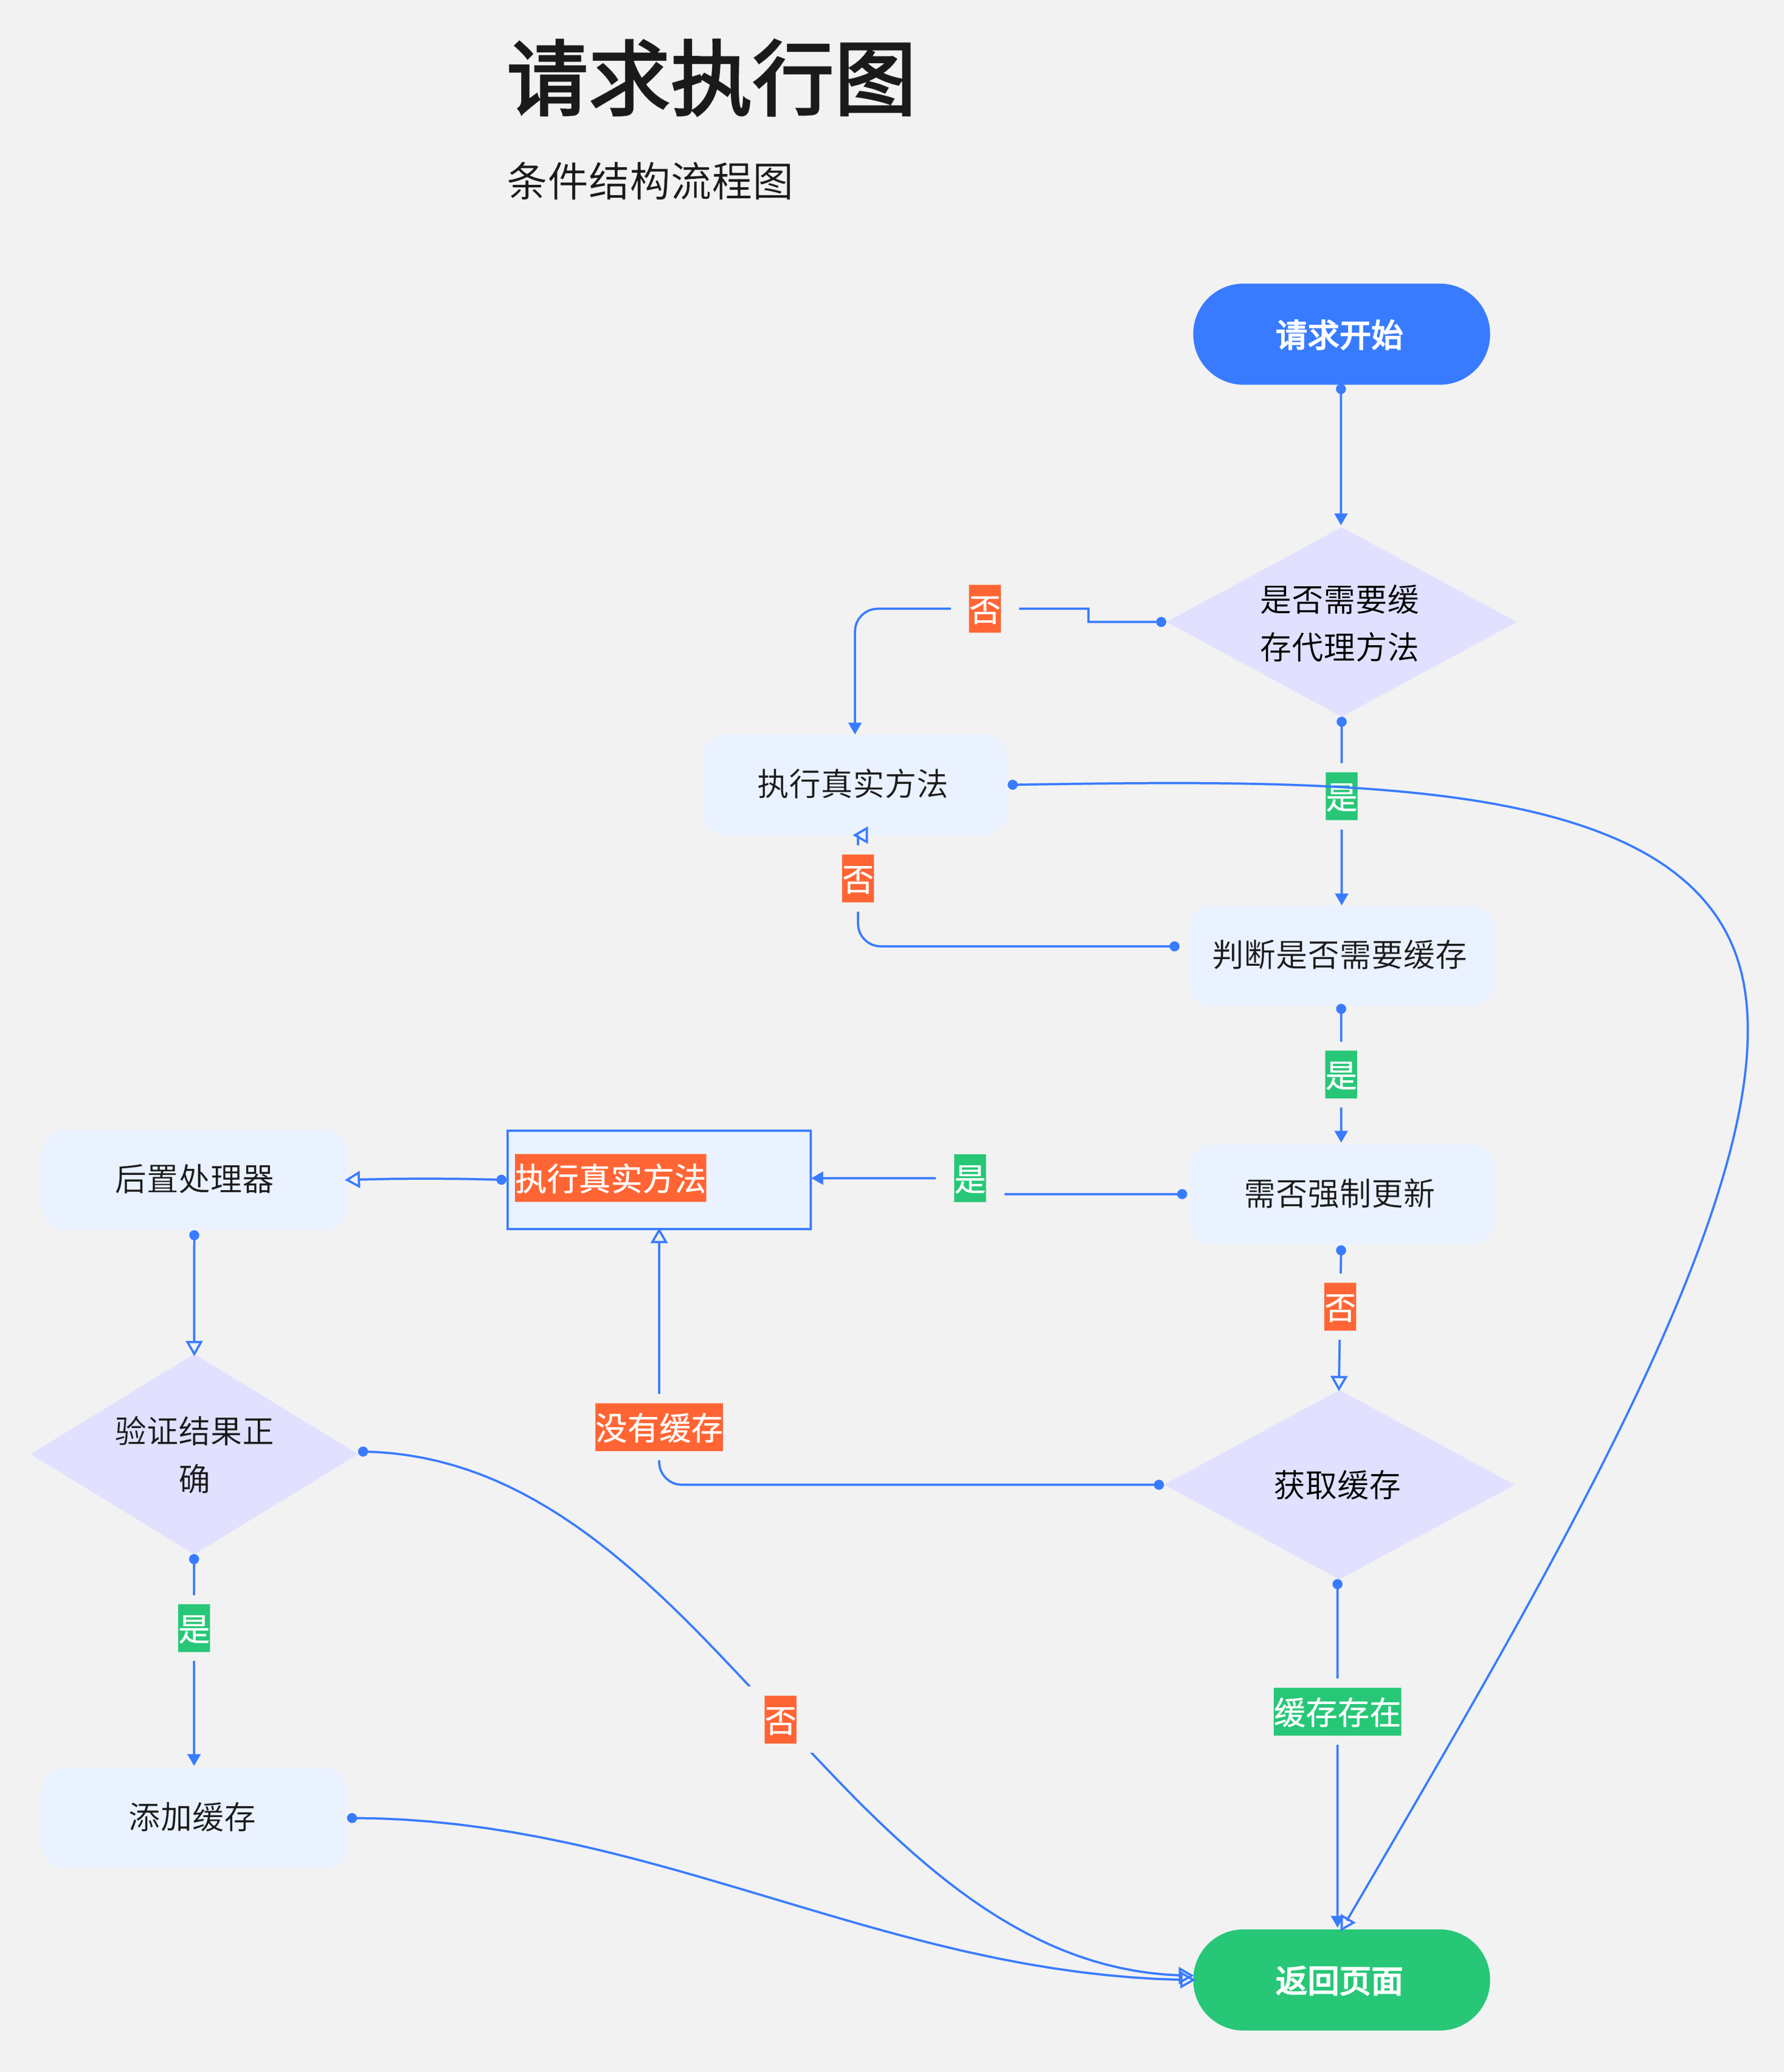 请求执行图
条件结构流程图
请求开始
是否需要缓
存代理方法
否
执行真实方法
是
否
判断是否需要缓存
是
后置处理器
执行真实方法
是
需否强制更新
否
没有缓存
验证结果正
确
获取缓存
是
否
缓存存在
添加缓存
返回页面